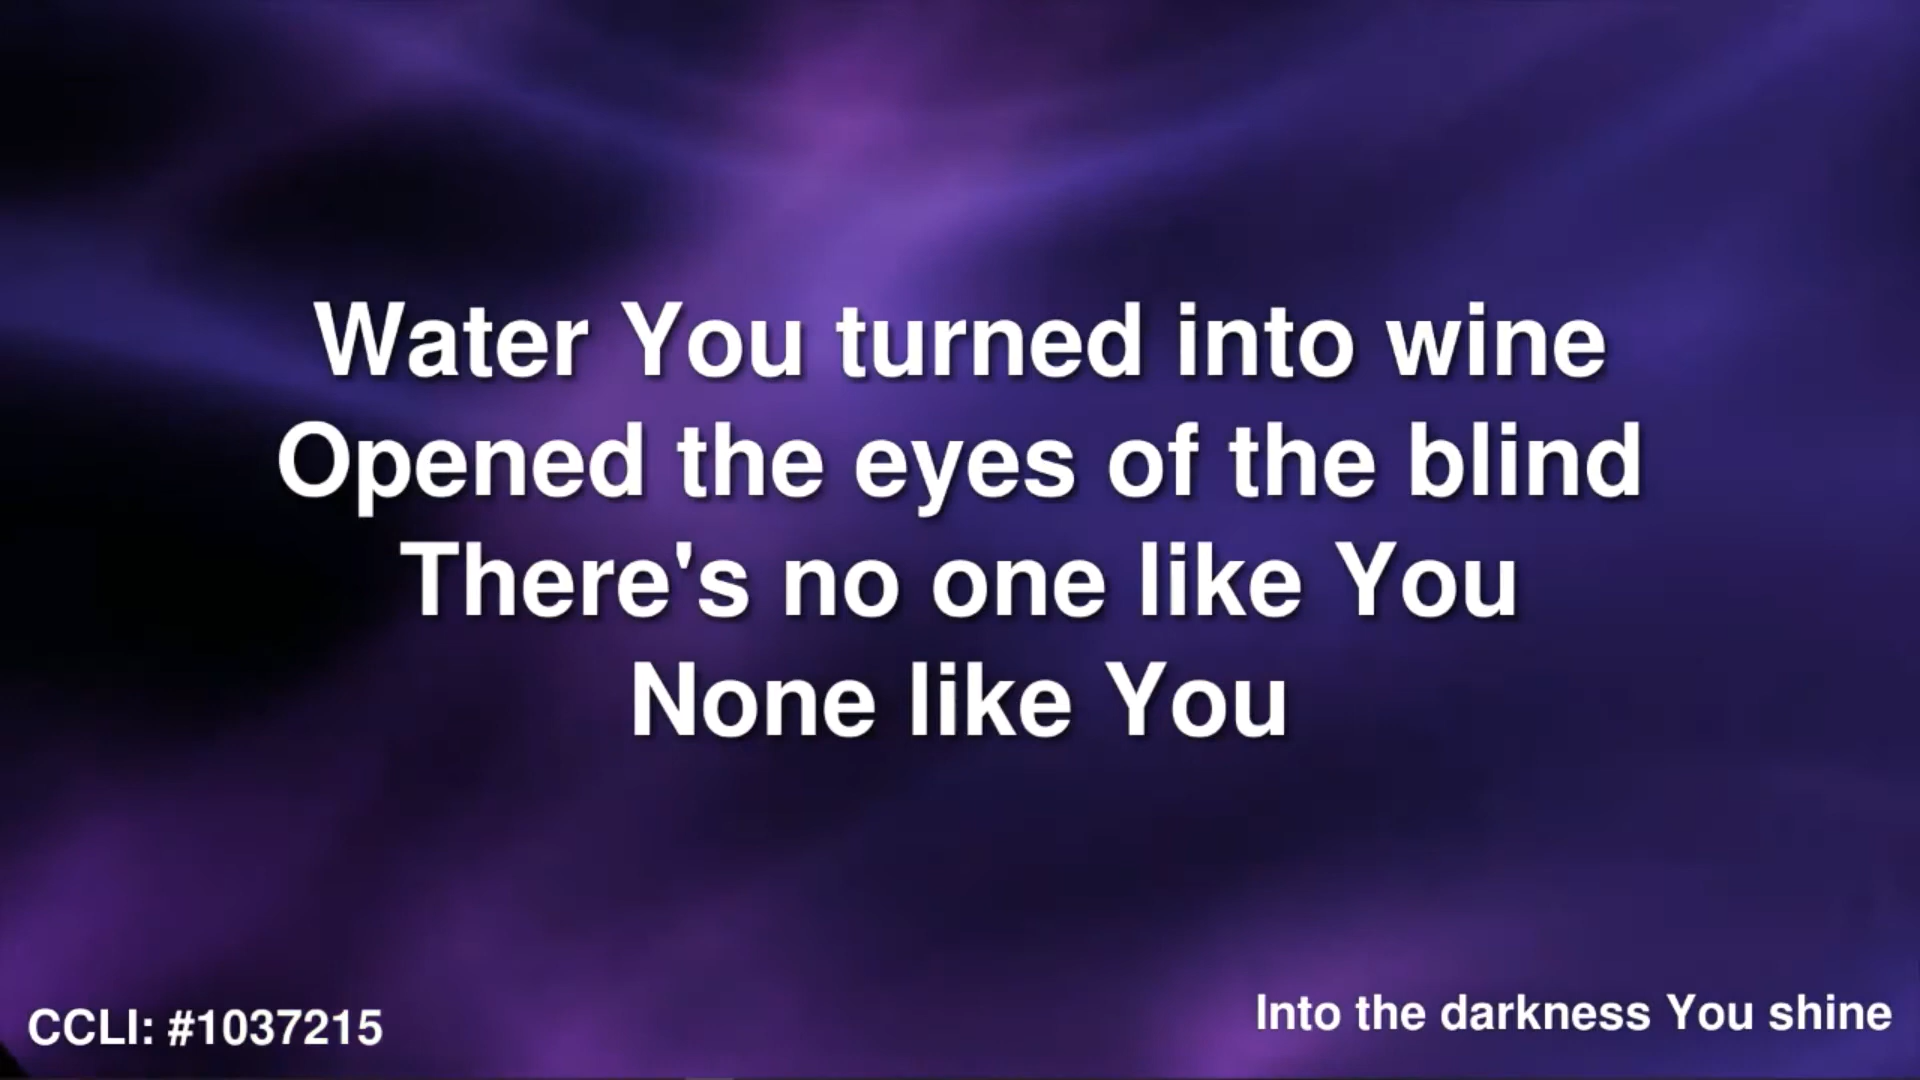 Water You turned into wine
Opened the eyes of the blind
There's no one like You
None like You
CCLI: #1037215
Into the darkness You shine